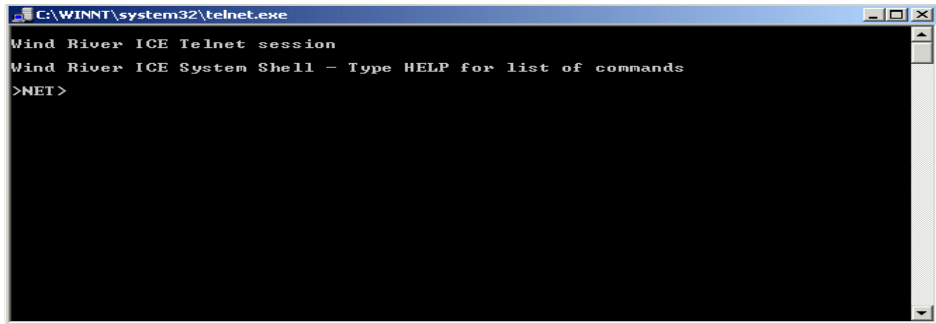 C:\WINNT\system32\telnet.exe
Wind River ICE Telnet session
Wind River ICE System Shell - Type HELP for list of commands
>NET>